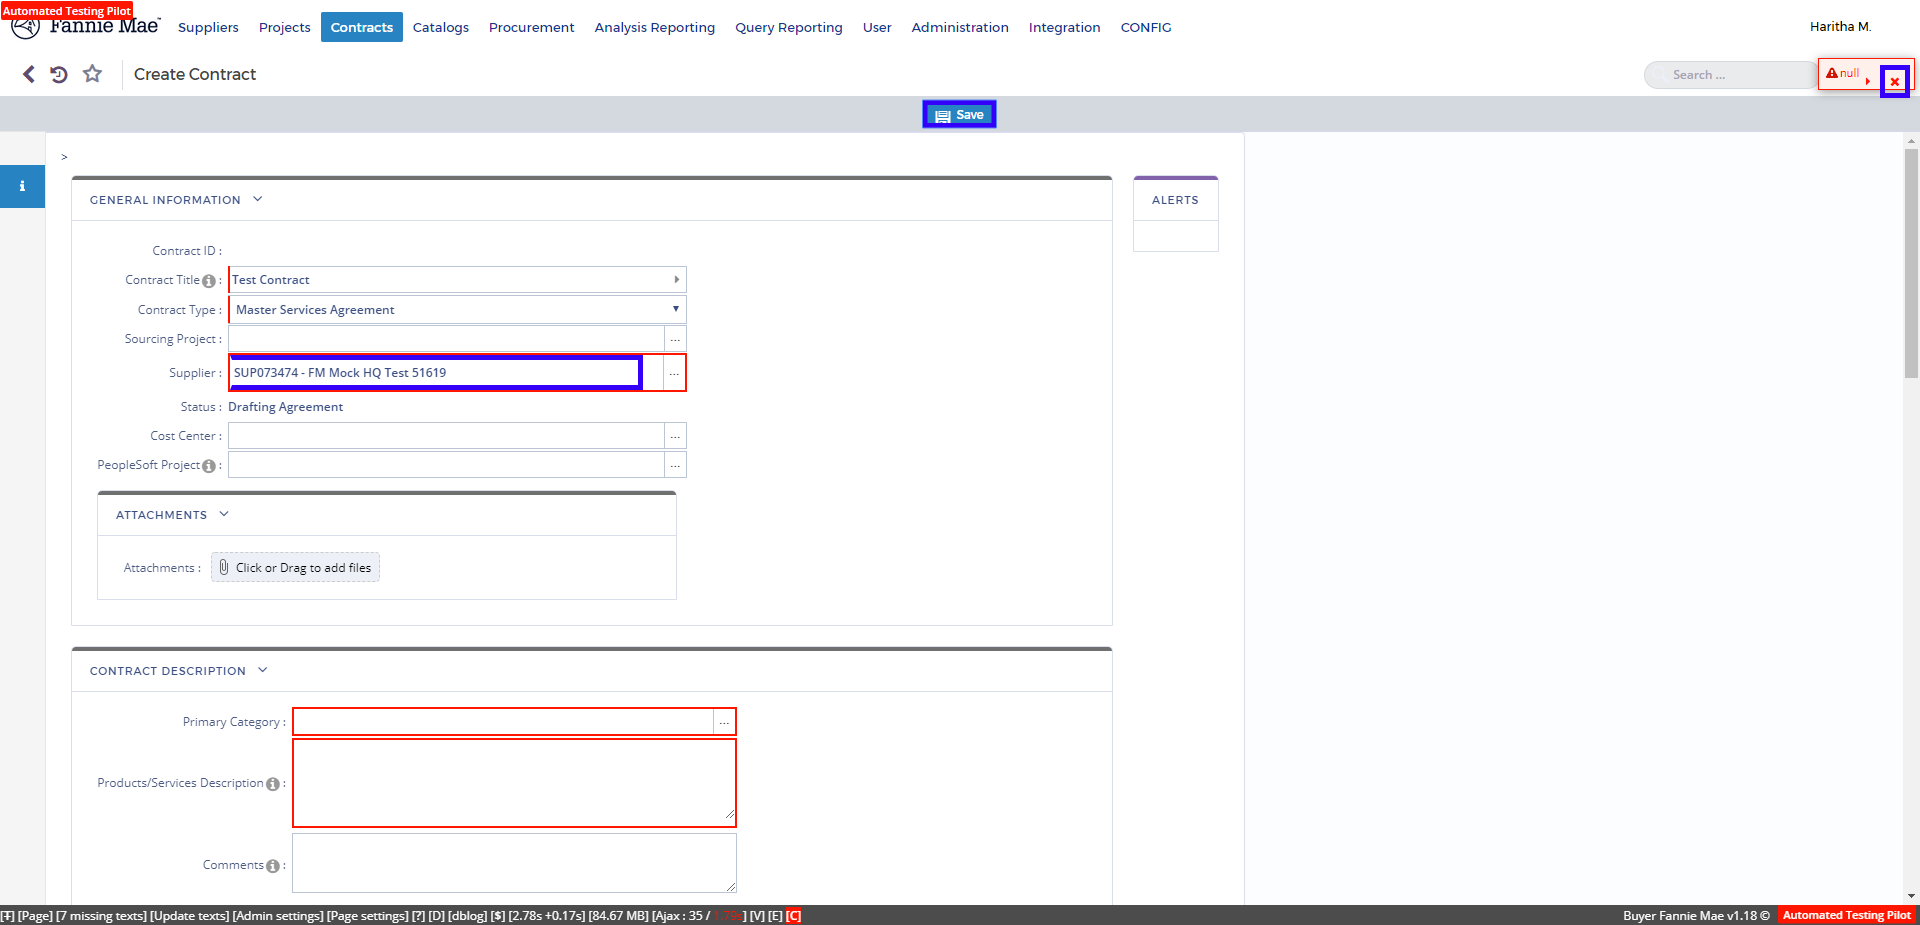 Automated Testing Pilot
Fannie Mae
Suppliers Projects Contracts Catalogs Procurement Analysis Reporting Query Reporting User Administration Integration CONFIG
Haritha M.
Create Contract
Search ...
null
Save
>
GENERAL INFORMATION
ALERTS
Contract ID :
Contract Title :
Test Contract
Contract Type :
Master Services Agreement
Sourcing Project :
...
Supplier :
SUP073474 - FM Mock HQ Test 51619
...
Status :
Drafting Agreement
Cost Center :
...
PeopleSoft Project :
...
ATTACHMENTS
Attachments :
Click or Drag to add files
CONTRACT DESCRIPTION
Primary Category :
...
Products/Services Description :
Comments :
[T] [Page] [7 missing texts] [Update texts] [Admin settings] [Page settings] [?] [D] [dblog] [$] [2.78s +0.17s] [84.67 MB] [Ajax : 35 / 1.79s] [V] [E] [C]
Buyer Fannie Mae v1.18 ©
Automated Testing Pilot